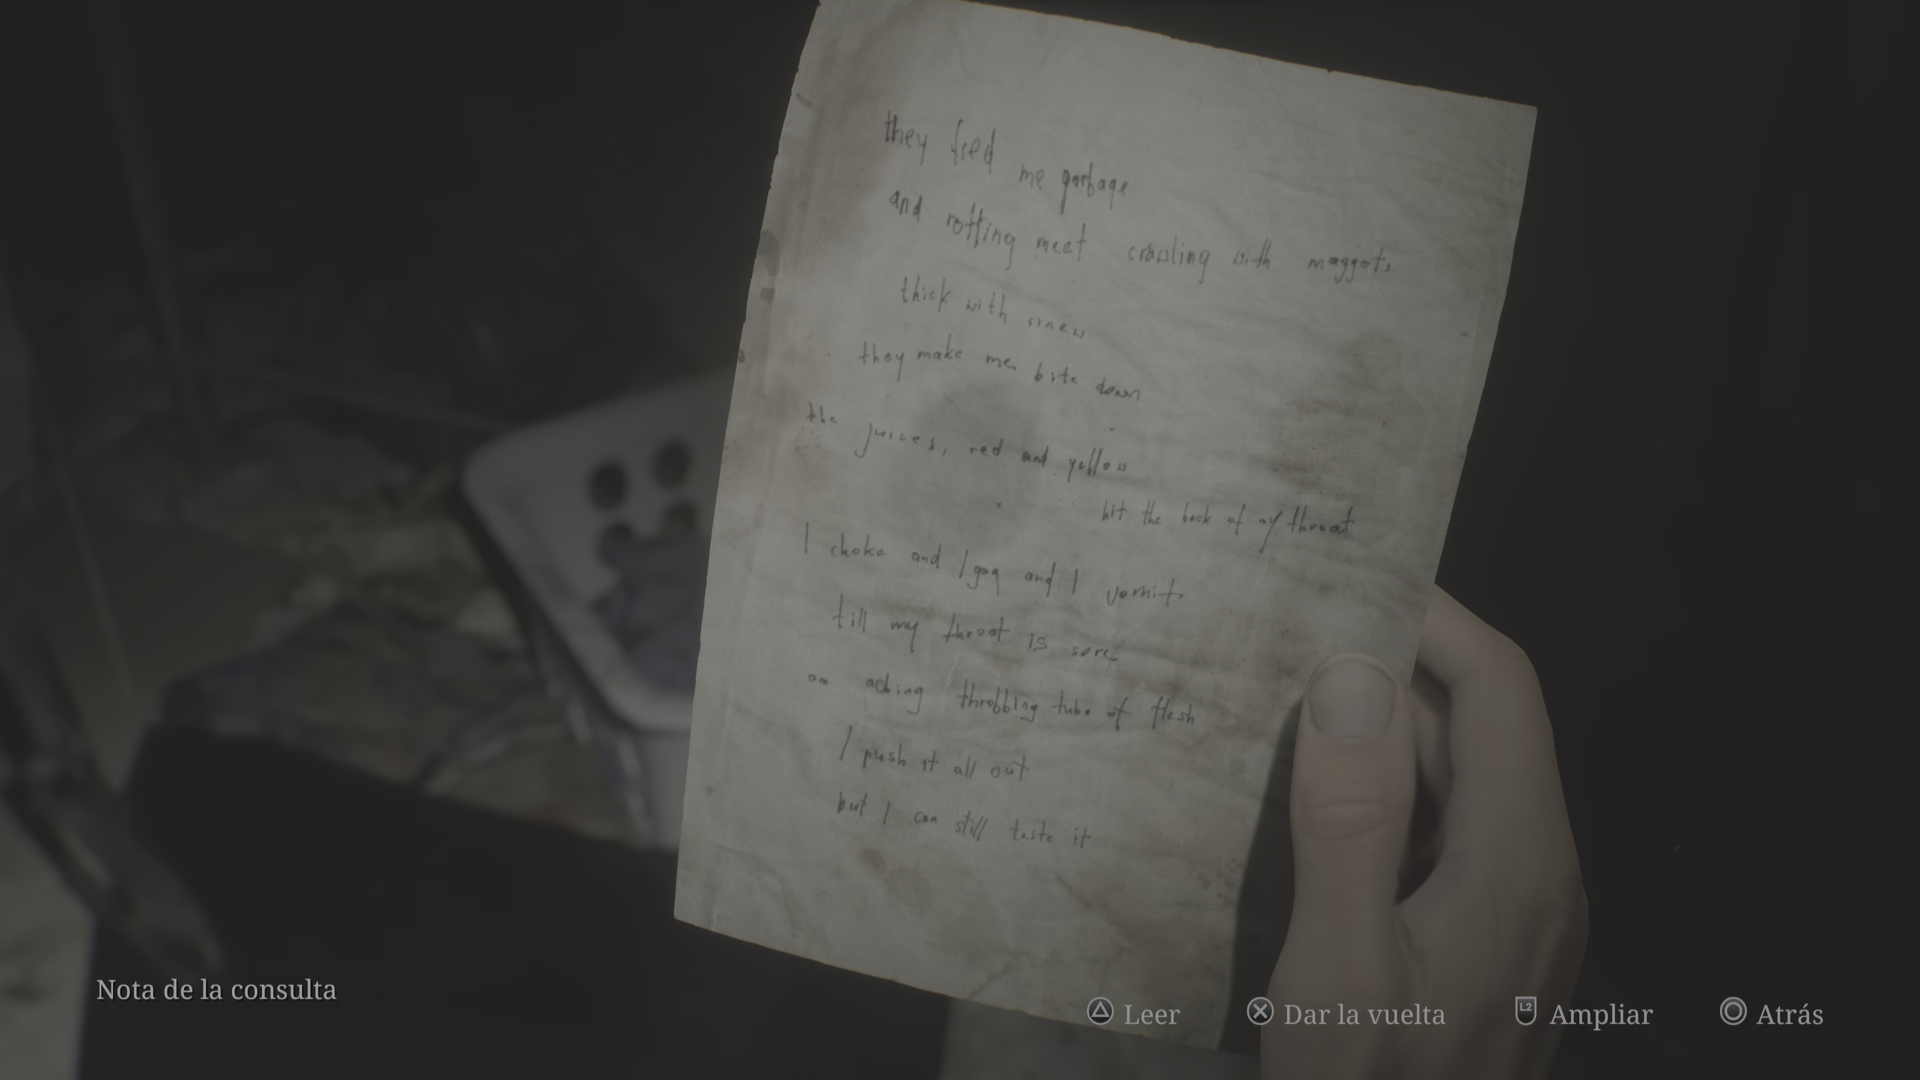 they feed me garbage
and rotting meat crawling with maggots
thick with sinew
they make me bite down
the juices, red and yellow
hit the back of my throat
I choke and I gag and I vomit
till my throat is sore
an aching throbbing tube of flesh
I push it all out
but I can still taste it
Nota de la consulta
Leer
Dar la vuelta
L2 Ampliar
Atrás